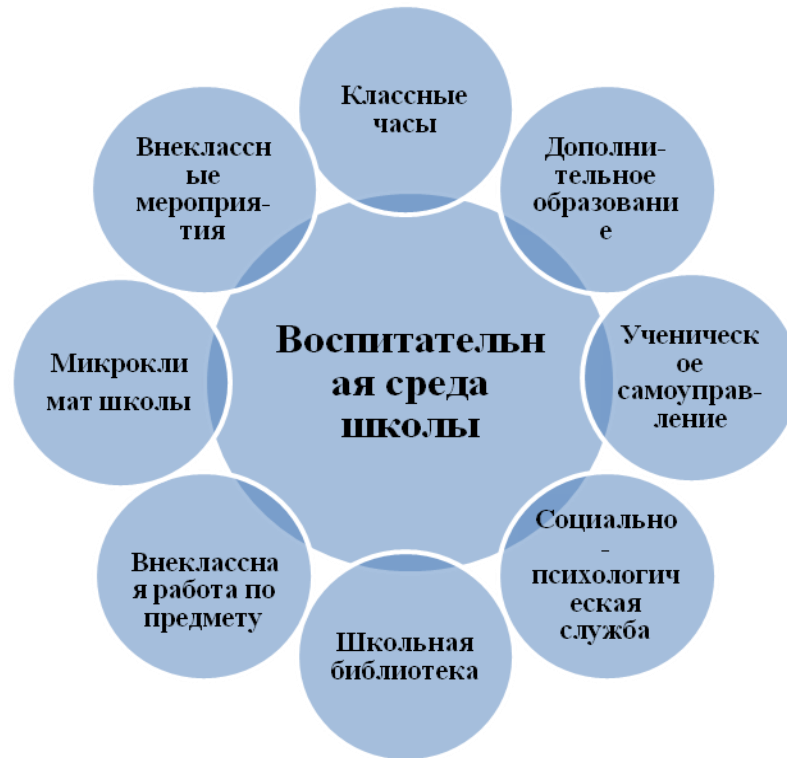 Классные
часы
Дополни-
тельное
образовани
е
Ученическ
ое
самоуправ-
ление
Социально
-
психологич
еская
служба
Школьная
библиотека
Внеклассна
я работа по
предмету
Микрокли
мат школы
Внеклассн
ые
мероприя-
тия
Воспитательн
ая среда
школы